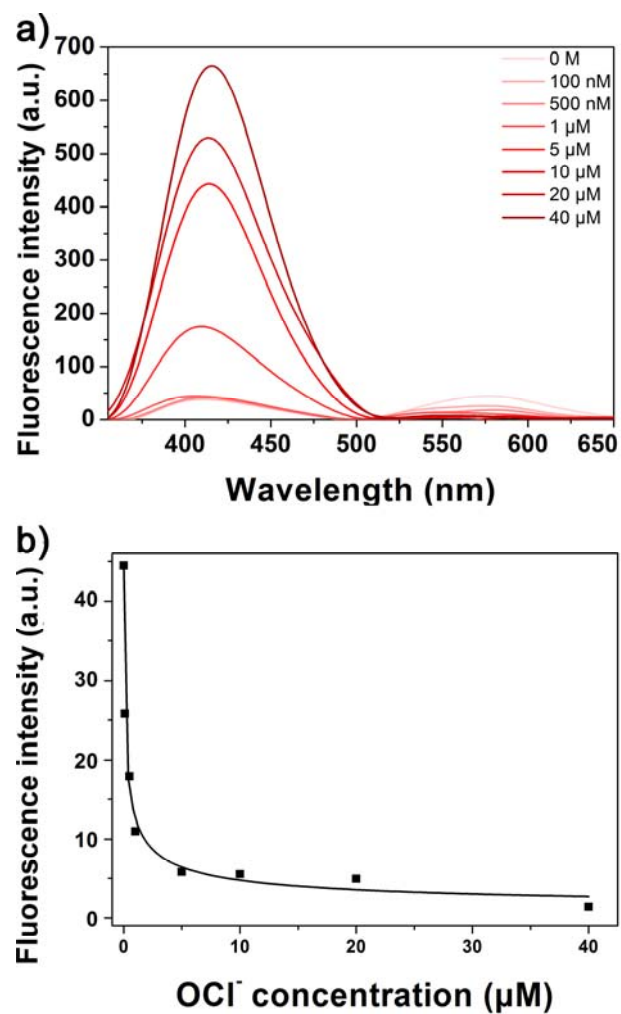 a)
Fluorescence intensity (a.u.)
700
600
500
400
300
200
100
0
400 450 500 550 600 650
Wavelength (nm)
0 M
100 nM
500 nM
1 µM
5 µM
10 µM
20 µM
40 µM
b)
Fluorescence intensity (a.u.)
40
30
20
10
0
0 10 20 30 40
OCl⁻ concentration (µM)